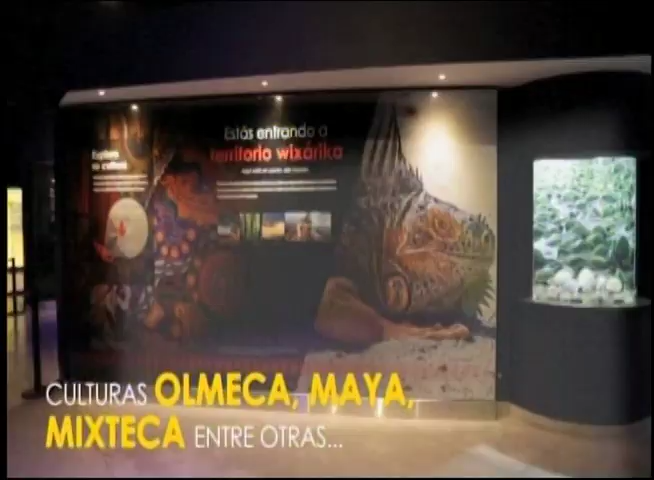 Estás entrando a
territorio wixárika
Explora
su cultura
CULTURAS OLMECA, MAYA,
MIXTECA ENTRE OTRAS...